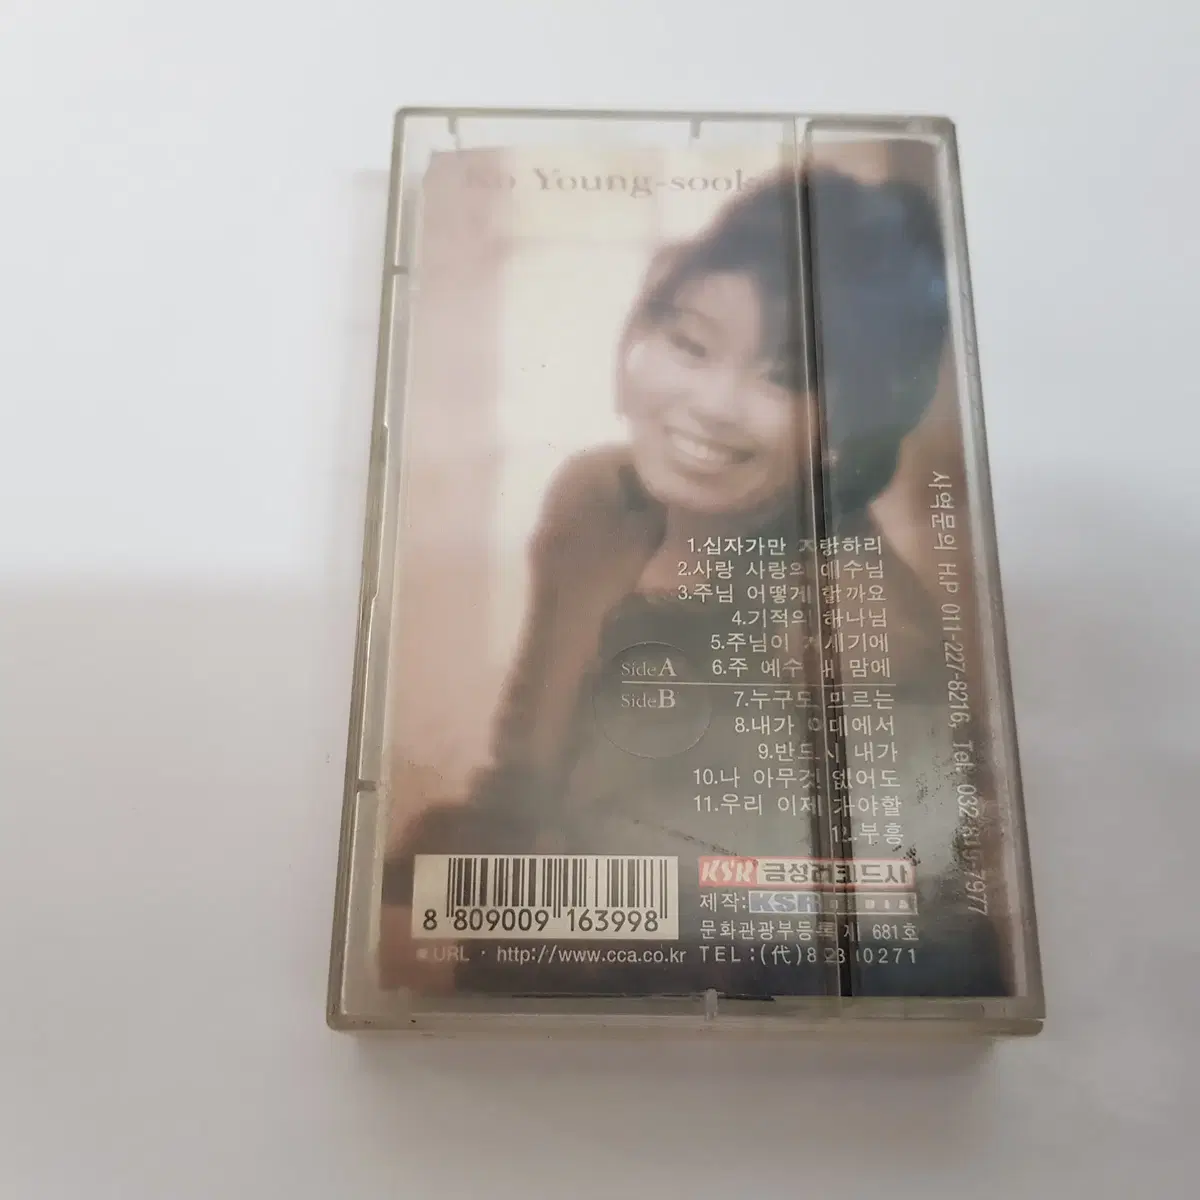 Ko Young-sook
1.십자가만 자랑하리
2.사랑 사랑의 예수님
3.주님 어떻게 할까요
4.기적의 하나님
5.주님이 가세기에
Side A 6.주 예수 내 맘에
Side B 7.누구도 모르는
8.내가 어데에서
9.반드시 내가
10.나 아무것 없어도
11.우리 이제 가야할
12.부흥
사역문의 H.P 011-227-8216, Tel: 032-
KSR 금성레코드사
제작: KSR
문화관광부등록 제 681호
TEL:(代)
8 809009 163998
URL · http://www.cca.co.kr